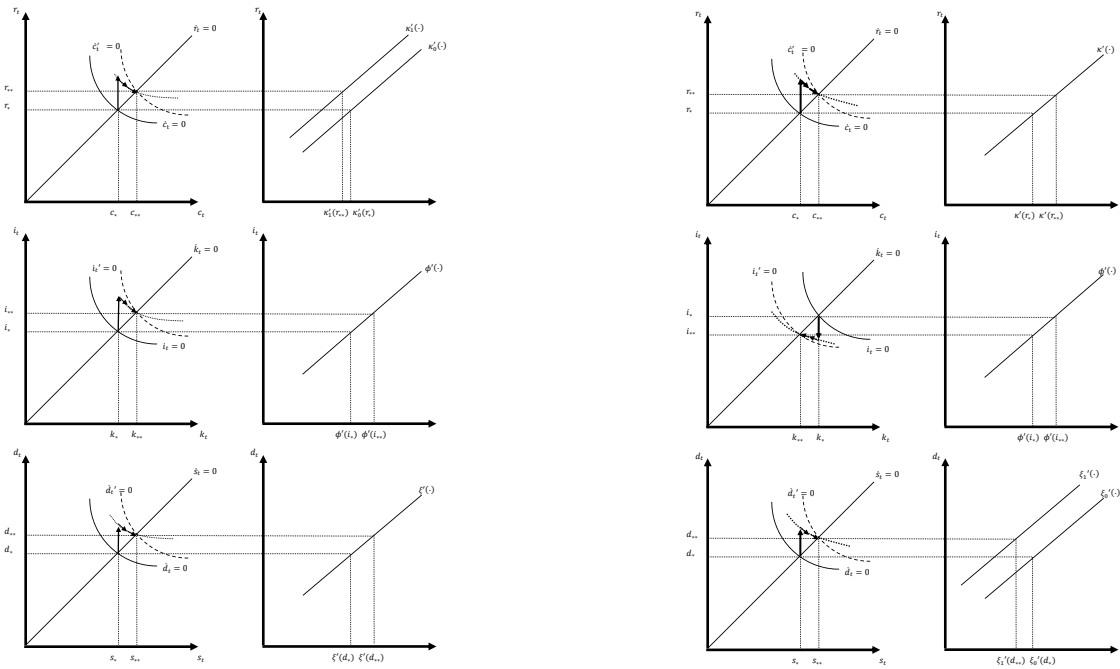 r_t
ċ_t′ = 0
ṙ_t = 0
r_**
r_*
ċ_t = 0
c_* c_** c_t
r_t
κ′_1(·)
κ′_0(·)
κ′_1(r_**) κ′_0(r_*)
i_t
i_t′ = 0
k̇_t = 0
i_**
i_*
i_t = 0
k_* k_** k_t
i_t
ϕ′(·)
ϕ′(i_*) ϕ′(i_**)
d_t
ḋ_t′ = 0
ṡ_t = 0
d_**
d_*
ḋ_t = 0
s_* s_** s_t
d_t
ξ′(·)
ξ′(d_*) ξ′(d_**)
r_t
ċ_t′ = 0
ṙ_t = 0
r_**
r_*
ċ_t = 0
c_* c_** c_t
r_t
κ′(·)
κ′(r_*) κ′(r_**)
i_t
i_t′ = 0
k̇_t = 0
i_*
i_**
i_t = 0
k_** k_* k_t
i_t
ϕ′(·)
ϕ′(i_*) ϕ′(i_**)
d_t
ḋ_t′ = 0
ṡ_t = 0
d_**
d_*
ḋ_t = 0
s_* s_** s_t
d_t
ξ_1′(·)
ξ_0′(·)
ξ_1′(d_**) ξ_0′(d_*)